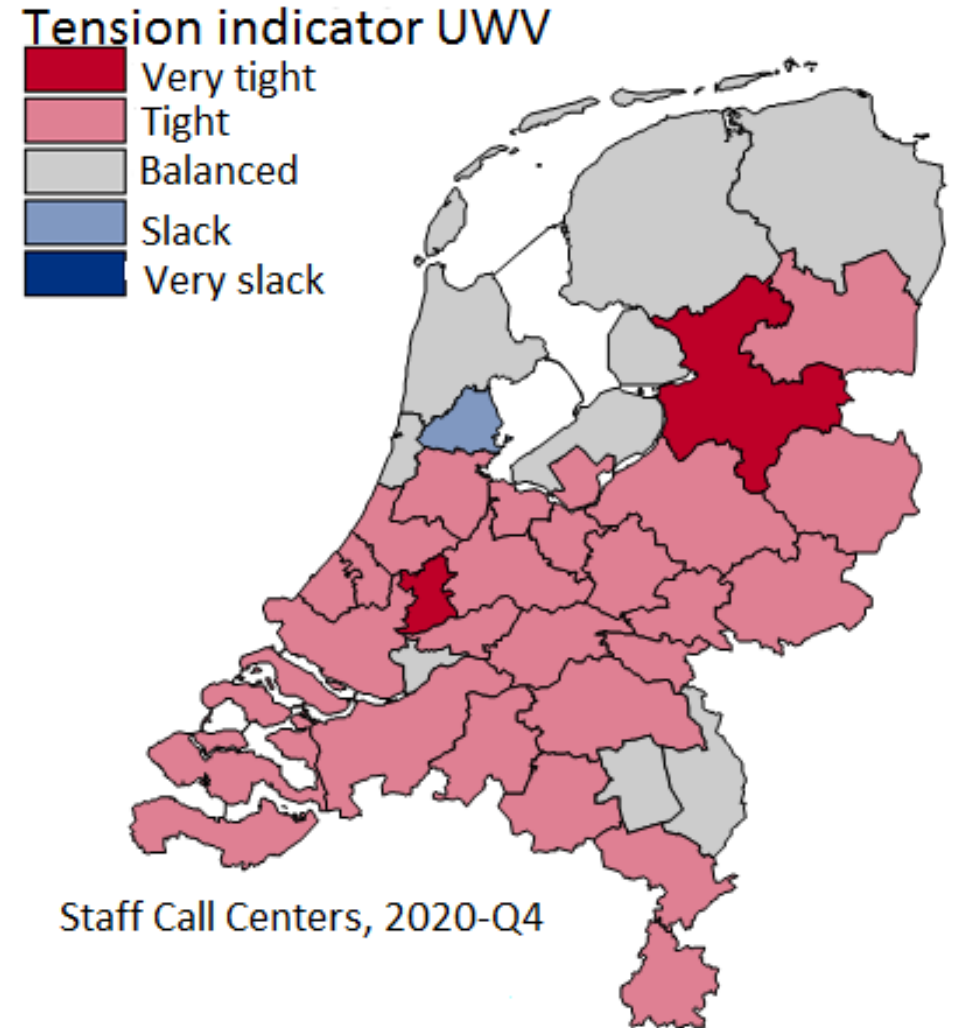 Tension indicator UWV
Very tight
Tight
Balanced
Slack
Very slack
Staff Call Centers, 2020-Q4